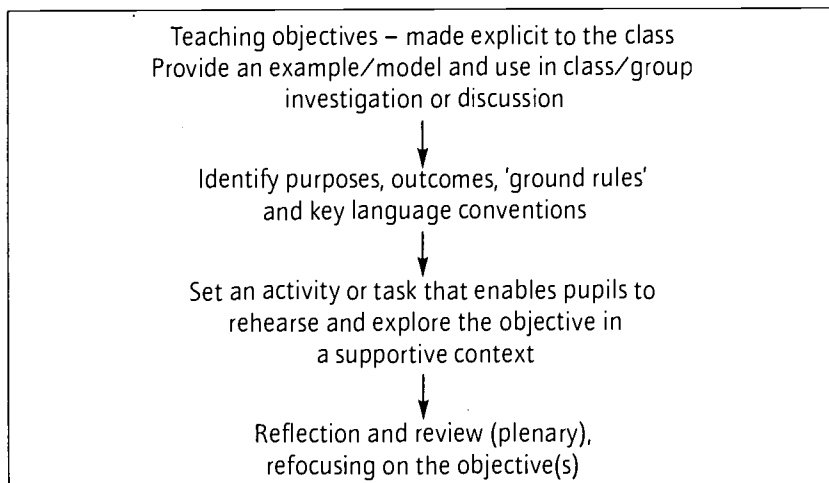 Teaching objectives – made explicit to the class
Provide an example/model and use in class/group
investigation or discussion
Identify purposes, outcomes, 'ground rules'
and key language conventions
Set an activity or task that enables pupils to
rehearse and explore the objective in
a supportive context
Reflection and review (plenary),
refocusing on the objective(s)